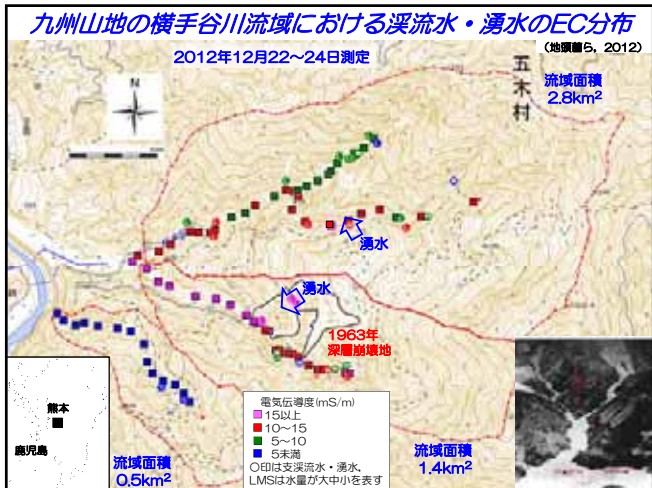 九州山地の横手谷川流域における渓流水・湧水のEC分布
(地頭薗ら, 2012)
2012年12月22～24日測定
N
五木村
流域面積
2.8km²
湧水
湧水
1963年
深層崩壊地
熊本
鹿児島
流域面積
0.5km²
電気伝導度(mS/m)
15以上
10～15
5～10
5未満
○印は支渓流水・湧水,
LMSは水量が大中小を表す
流域面積
1.4km²